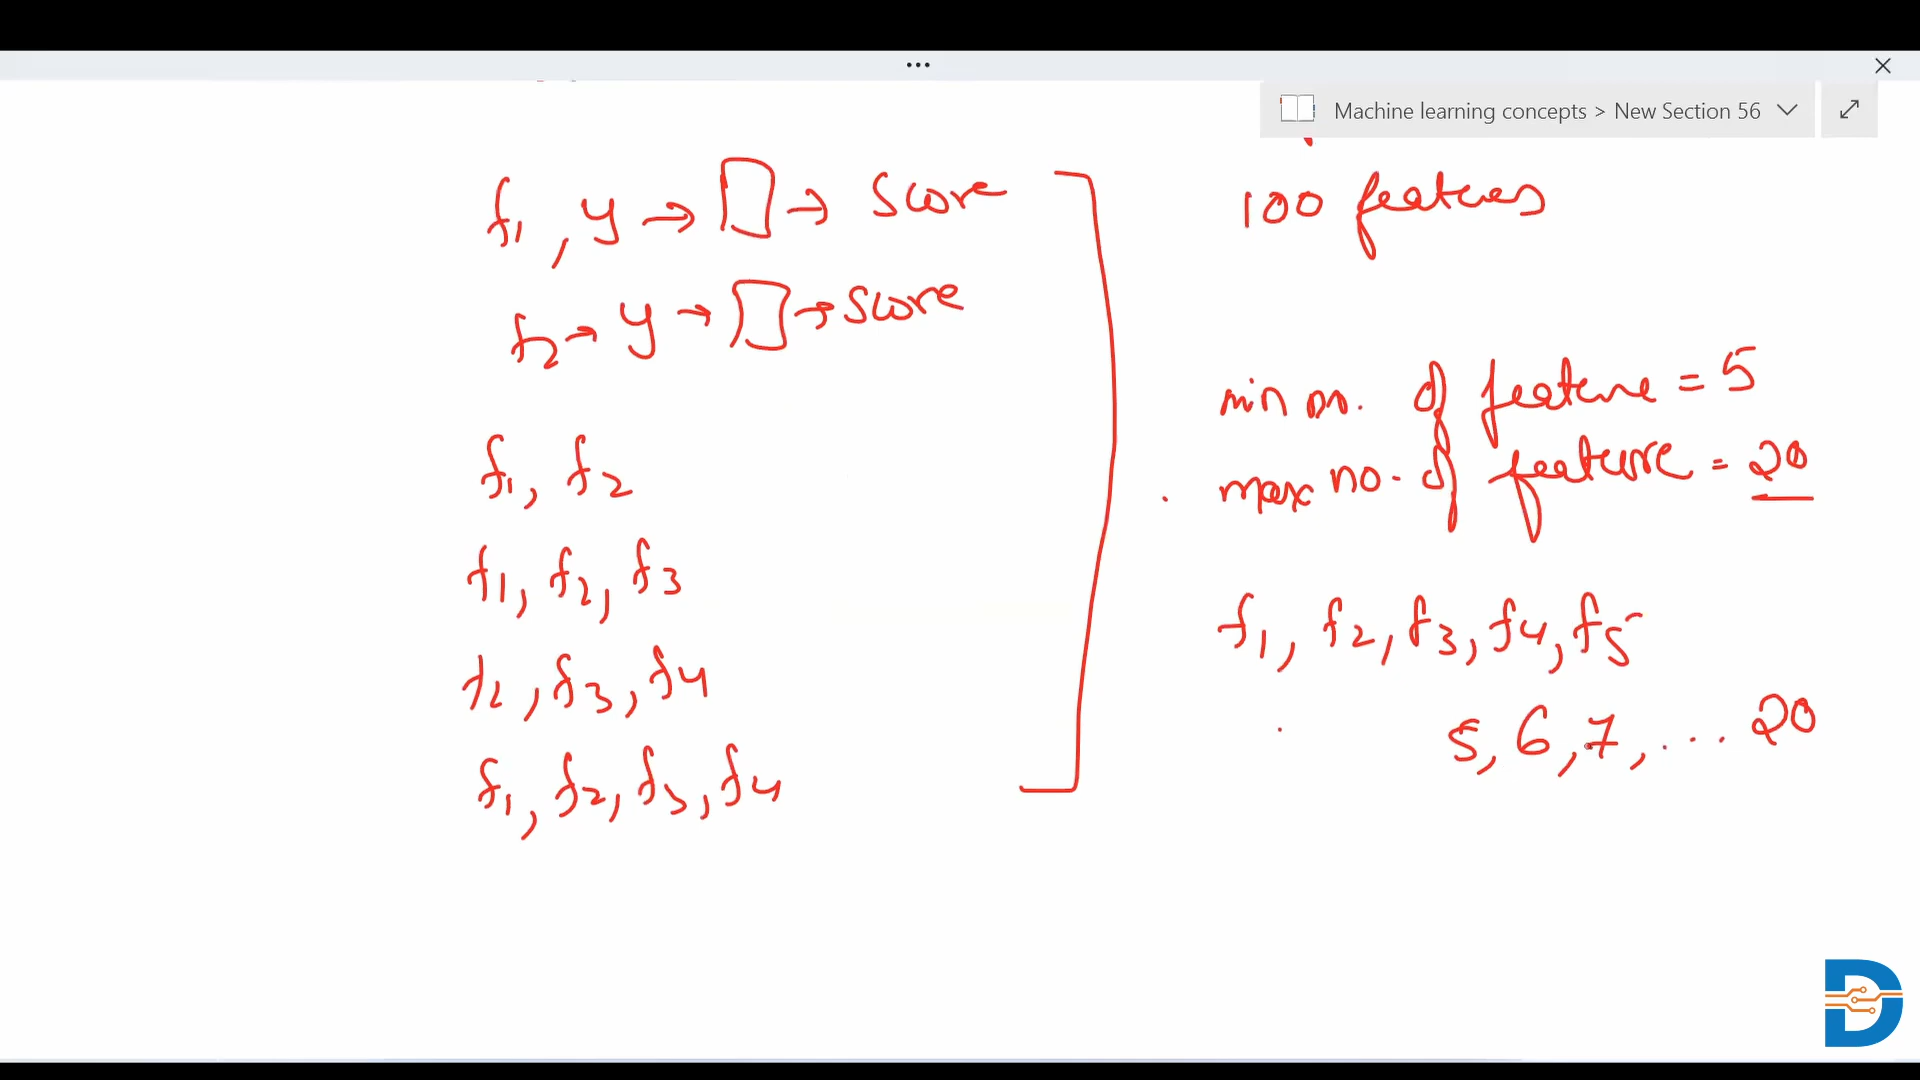 Machine learning concepts > New Section 56
f1, y → → score
f2 → y → → score
f1, f2
f1, f2, f3
f2, f3, f4
f1, f2, f3, f4
100 features
min no. of feature = 5
max no. of feature = 20
f1, f2, f3, f4, f5
5, 6, 7, ... 20